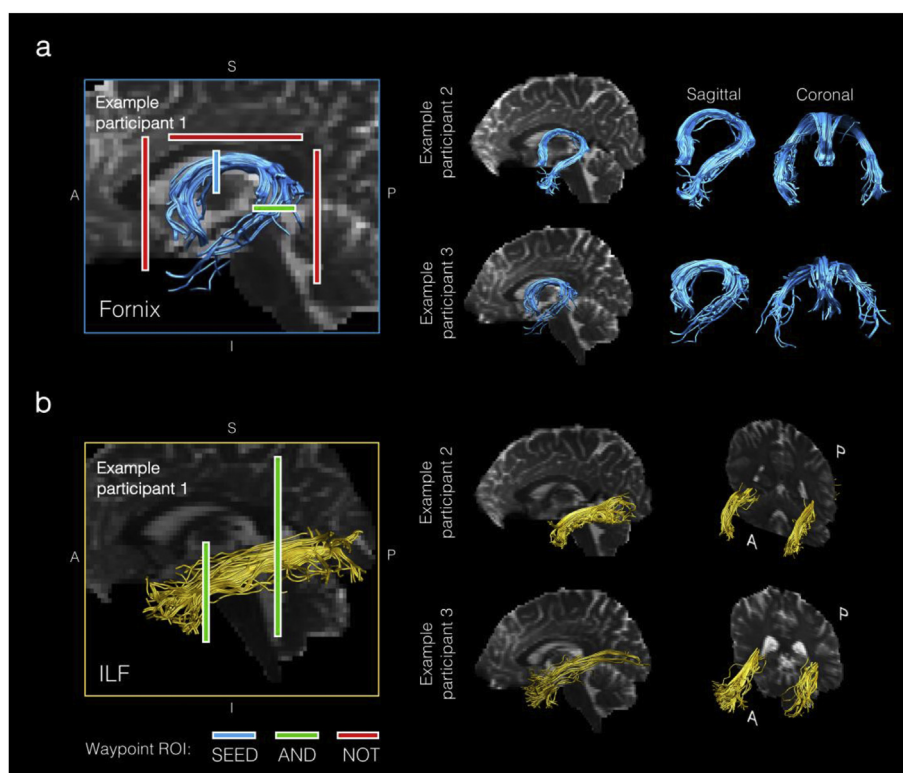 a
S
Example
participant 1
A
P
Fornix
I
Example
participant 2
Sagittal
Coronal
Example
participant 3
b
S
Example
participant 1
A
P
ILF
I
Example
participant 2
P
A
Example
participant 3
P
A
Waypoint ROI:
SEED
AND
NOT